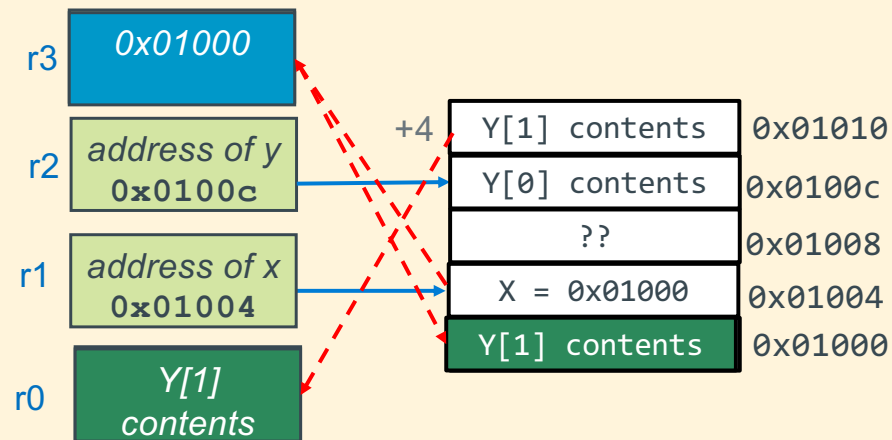 r3
0x01000
r2
address of y
0x0100c
r1
address of x
0x01004
r0
Y[1]
contents
+4
Y[1] contents
0x01010
Y[0] contents
0x0100c
??
0x01008
X = 0x01000
0x01004
Y[1] contents
0x01000